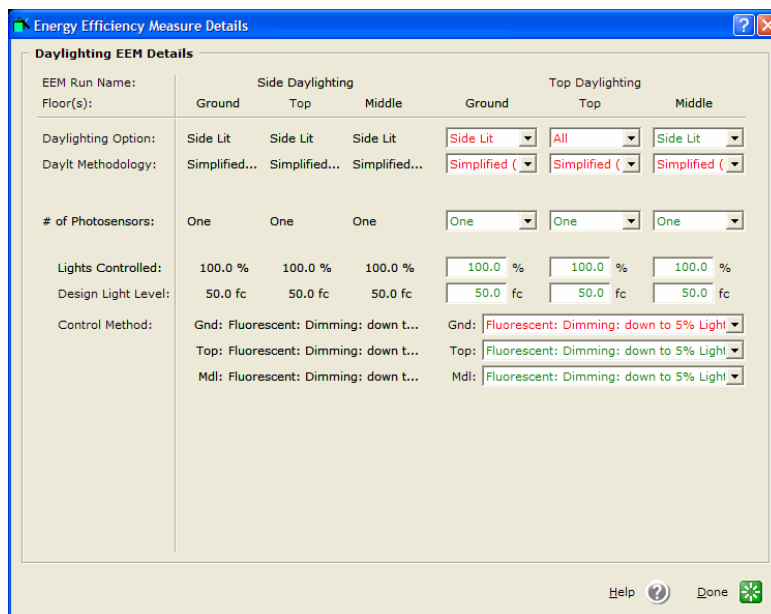 Energy Efficiency Measure Details
Daylighting EEM Details
EEM Run Name: Side Daylighting Top Daylighting
Floor(s): Ground Top Middle Ground Top Middle
Daylighting Option: Side Lit Side Lit Side Lit Side Lit All Side Lit
Daylt Methodology: Simplified... Simplified... Simplified... Simplified ( Simplified ( Simplified (
# of Photosensors: One One One One One One
Lights Controlled: 100.0 % 100.0 % 100.0 % 100.0 % 100.0 % 100.0 %
Design Light Level: 50.0 fc 50.0 fc 50.0 fc 50.0 fc 50.0 fc 50.0 fc
Control Method: Gnd: Fluorescent: Dimming: down t... Gnd: Fluorescent: Dimming: down to 5% Light
Top: Fluorescent: Dimming: down t... Top: Fluorescent: Dimming: down to 5% Light
Mdl: Fluorescent: Dimming: down t... Mdl: Fluorescent: Dimming: down to 5% Light
Help ? Done